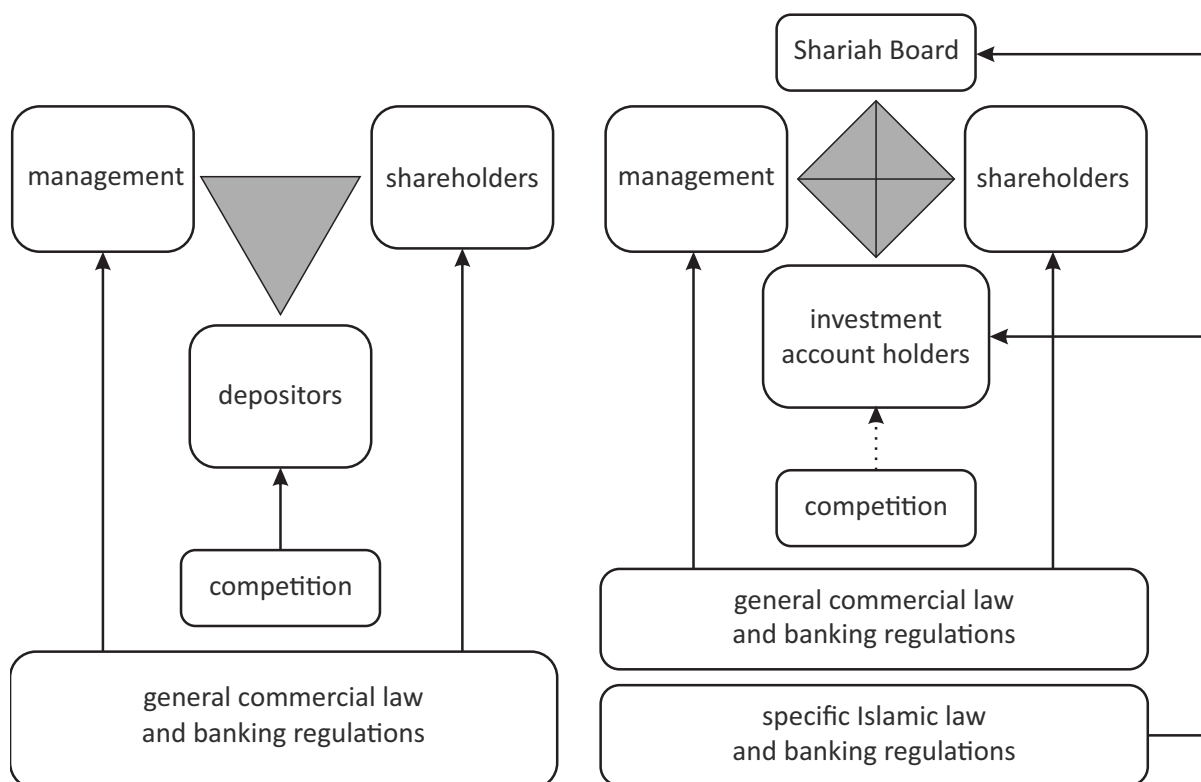 management
shareholders
depositors
competition
general commercial law
and banking regulations
Shariah Board
management
shareholders
investment
account holders
competition
general commercial law
and banking regulations
specific Islamic law
and banking regulations